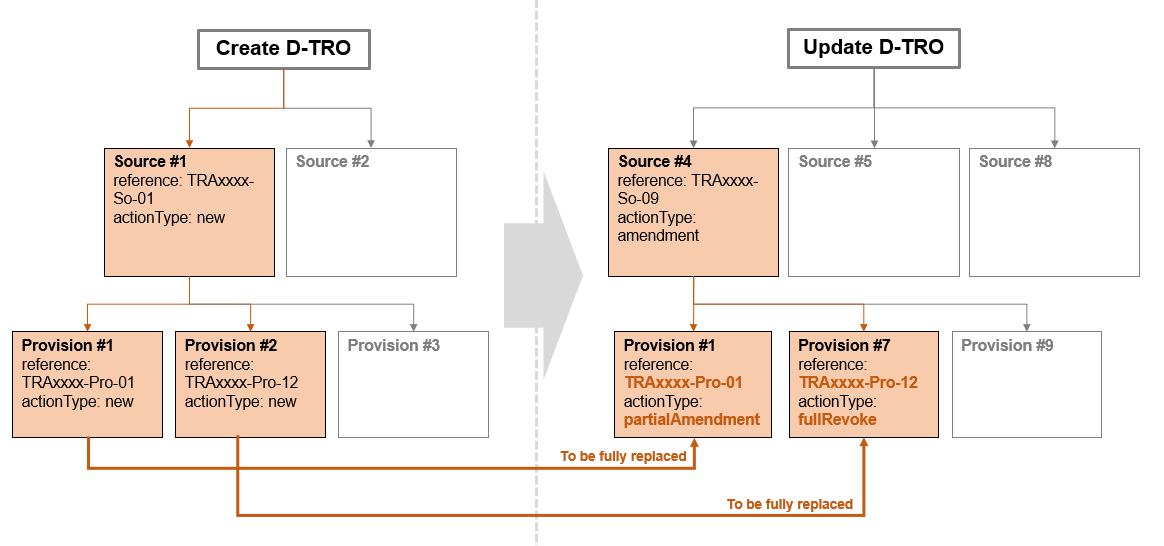 Create D-TRO
Update D-TRO
Source #1
reference: TRAxxxx-
So-01
actionType: new
Source #2
Source #4
reference: TRAxxxx-
So-09
actionType:
amendment
Source #5
Source #8
Provision #1
reference:
TRAxxxx-Pro-01
actionType: new
Provision #2
reference:
TRAxxxx-Pro-12
actionType: new
Provision #3
Provision #1
reference:
TRAxxxx-Pro-01
actionType:
partialAmendment
Provision #7
reference:
TRAxxxx-Pro-12
actionType:
fullRevoke
Provision #9
To be fully replaced
To be fully replaced